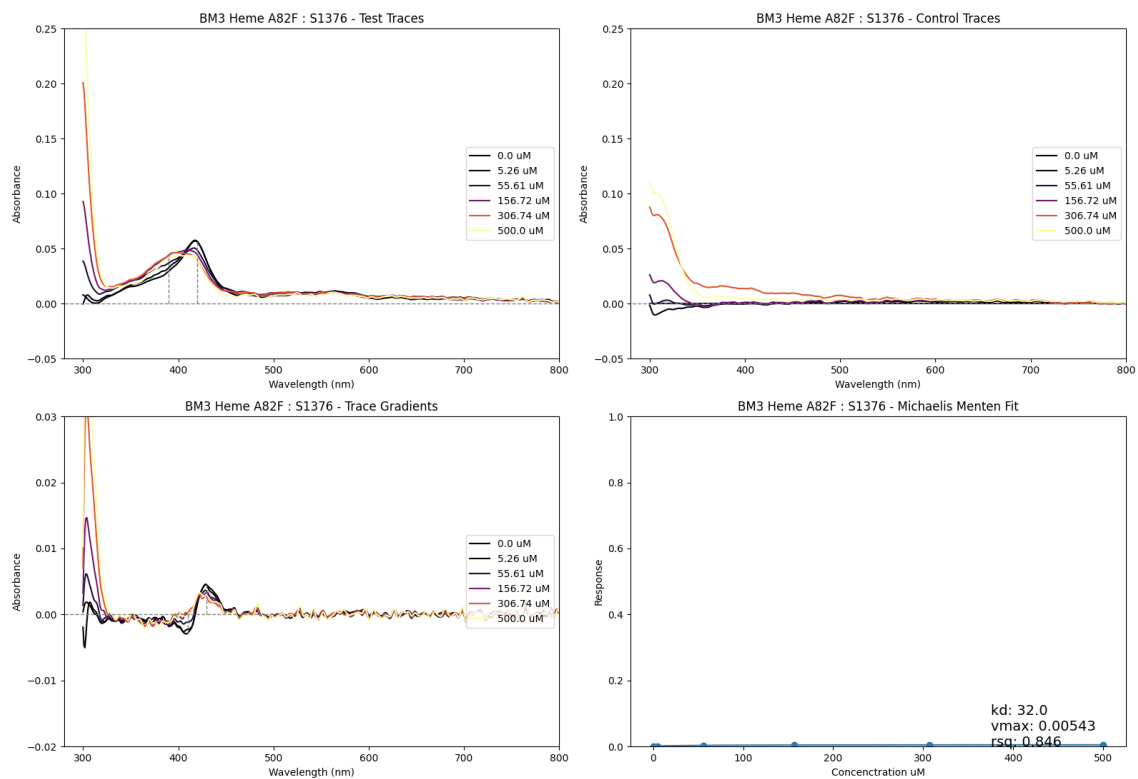 BM3 Heme A82F : S1376 - Test Traces
0.25
0.20
0.15
0.10
0.05
0.00
−0.05
Absorbance
300 400 500 600 700 800
Wavelength (nm)
0.0 uM
5.26 uM
55.61 uM
156.72 uM
306.74 uM
500.0 uM
BM3 Heme A82F : S1376 - Control Traces
0.25
0.20
0.15
0.10
0.05
0.00
−0.05
Absorbance
300 400 500 600 700 800
Wavelength (nm)
0.0 uM
5.26 uM
55.61 uM
156.72 uM
306.74 uM
500.0 uM
BM3 Heme A82F : S1376 - Trace Gradients
0.03
0.02
0.01
0.00
−0.01
−0.02
Absorbance
300 400 500 600 700 800
Wavelength (nm)
0.0 uM
5.26 uM
55.61 uM
156.72 uM
306.74 uM
500.0 uM
BM3 Heme A82F : S1376 - Michaelis Menten Fit
1.0
0.8
0.6
0.4
0.2
0.0
Response
0 100 200 300 400 500
Concenctration uM
kd: 32.0
vmax: 0.00543
rsq: 0.846